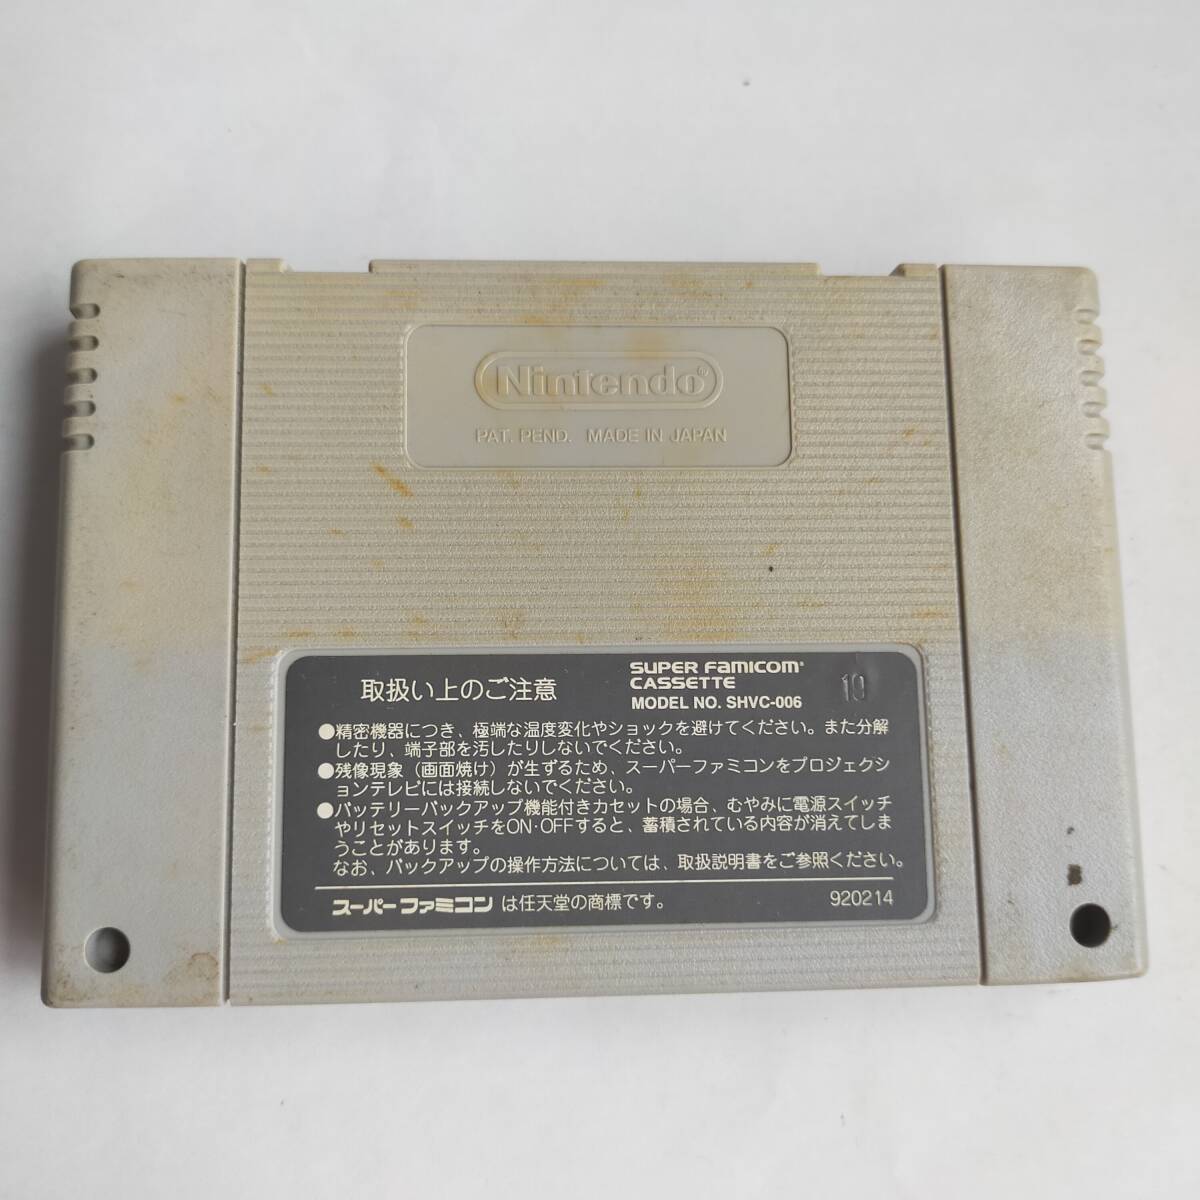 Nintendo®
PAT. PEND. MADE IN JAPAN
取扱い上のご注意
SUPER FAMICOM®
CASSETTE
MODEL NO. SHVC-006
19
●精密機器につき、極端な温度変化やショックを避けてください。また分解
したり、端子部を汚したりしないでください。
●残像現象（画面焼け）が生ずるため、スーパーファミコンをプロジェクシ
ョンテレビには接続しないでください。
●バッテリーバックアップ機能付きカセットの場合、むやみに電源スイッチ
やリセットスイッチをON・OFFすると、蓄積されている内容が消えてしま
うことがあります。
なお、バックアップの操作方法については、取扱説明書をご参照ください。
スーパーファミコンは任天堂の商標です。
920214